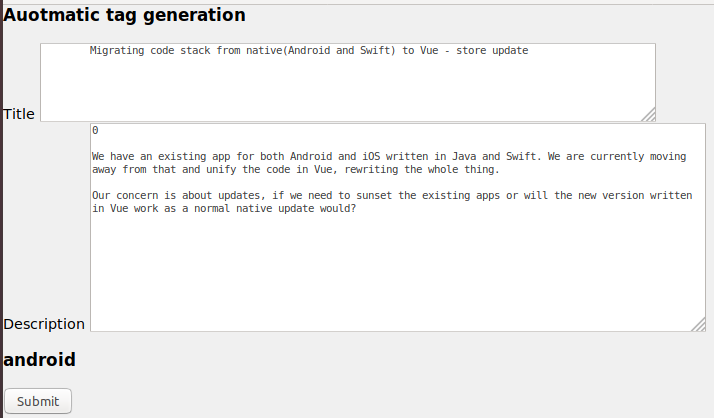 Auotmatic tag generation
Migrating code stack from native(Android and Swift) to Vue - store update
Title
0
We have an existing app for both Android and iOS written in Java and Swift. We are currently moving
away from that and unify the code in Vue, rewriting the whole thing.
Our concern is about updates, if we need to sunset the existing apps or will the new version written
in Vue work as a normal native update would?
Description
android
Submit